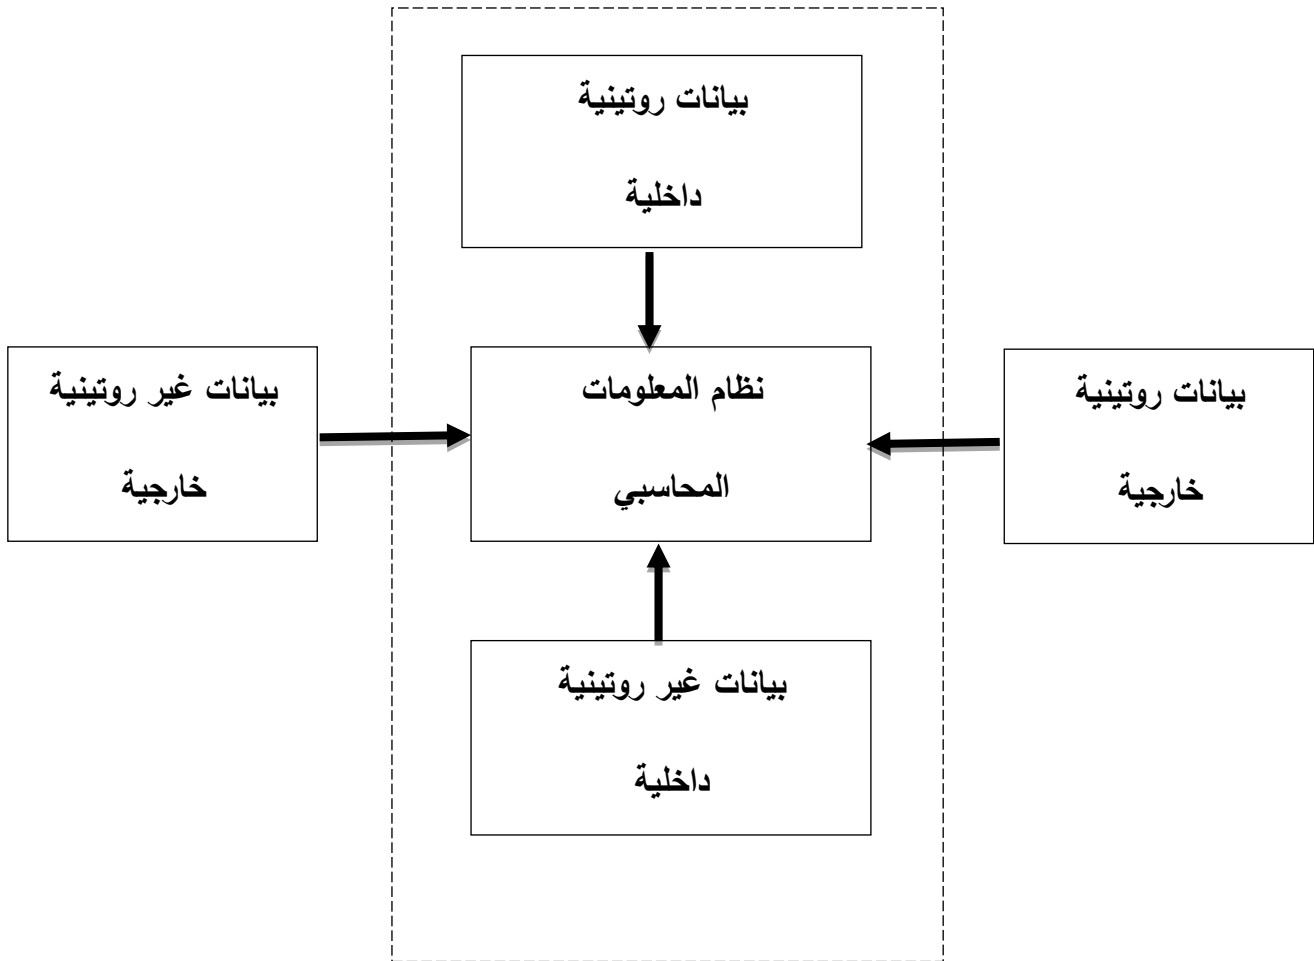 بيانات روتينية
داخلية
بيانات روتينية
خارجية
نظام المعلومات
المحاسبي
بيانات غير روتينية
خارجية
بيانات غير روتينية
داخلية